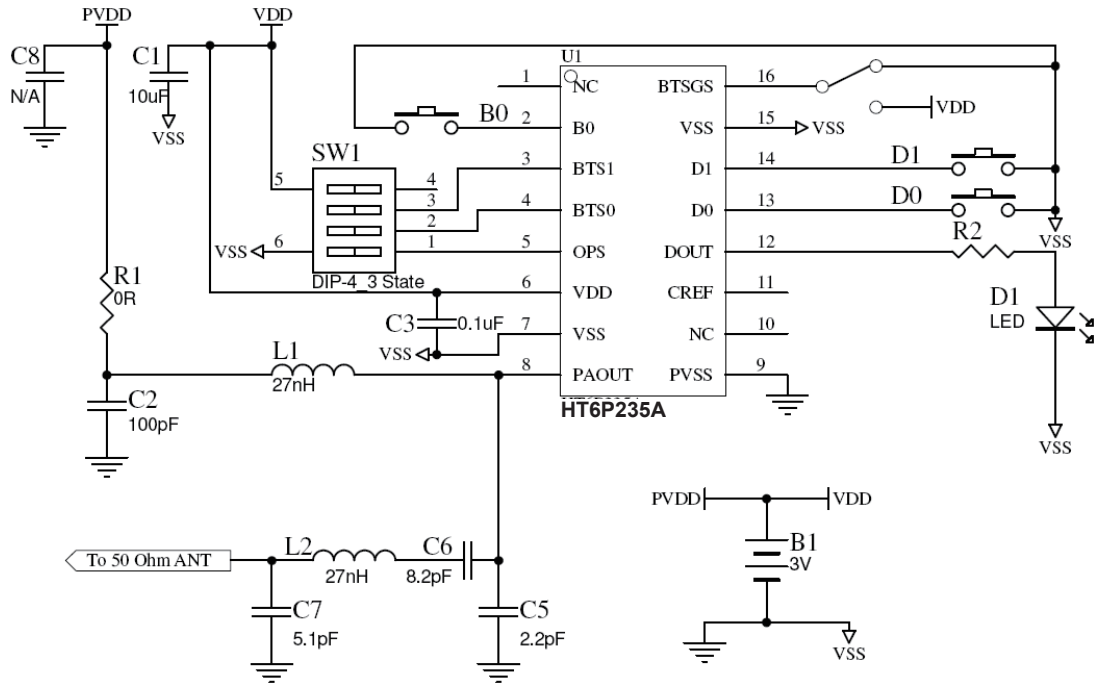 PVDD
VDD
C8
N/A
C1
10uF
VSS
B0
SW1
5
4
3
2
1
VSS
6
DIP-4_3 State
R1
0R
C3
0.1uF
VSS
L1
27nH
C2
100pF
U1
1
NC
BTSGS
16
2
B0
VSS
15
VSS
VDD
3
BTS1
D1
14
D1
4
BTS0
D0
13
D0
VSS
5
OPS
DOUT
12
R2
6
VDD
CREF
11
D1
LED
7
VSS
NC
10
8
PAOUT
PVSS
9
HT6P235A
VSS
To 50 Ohm ANT
L2
27nH
C6
8.2pF
C7
5.1pF
C5
2.2pF
PVDD
VDD
B1
3V
VSS